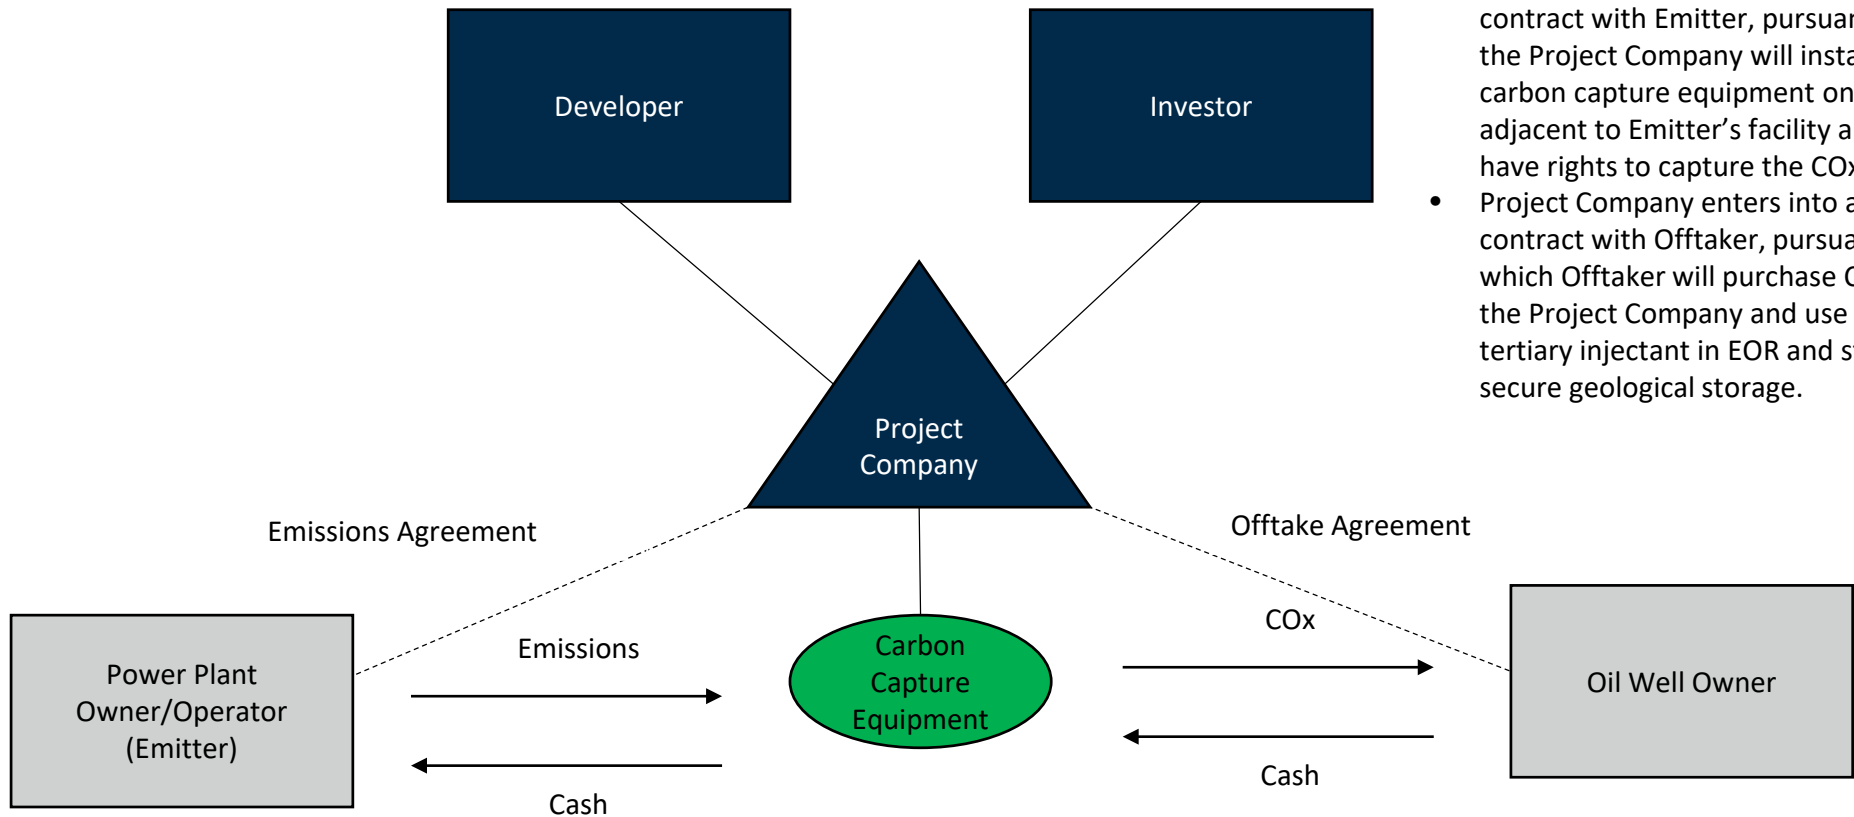 contract with Emitter,
the Project Company will
carbon capture equipment on
adjacent to Emitter’s facility
have rights to capture the COx
• Project Company enters into
contract with Offtaker,
which Offtaker will purchase
the Project Company and use
tertiary injectant in EOR and
secure geological storage.
Developer
Investor
Project
Company
Emissions Agreement
Offtake Agreement
Power Plant
Owner/Operator
(Emitter)
Emissions
Cash
Carbon
Capture
Equipment
COx
Cash
Oil Well Owner